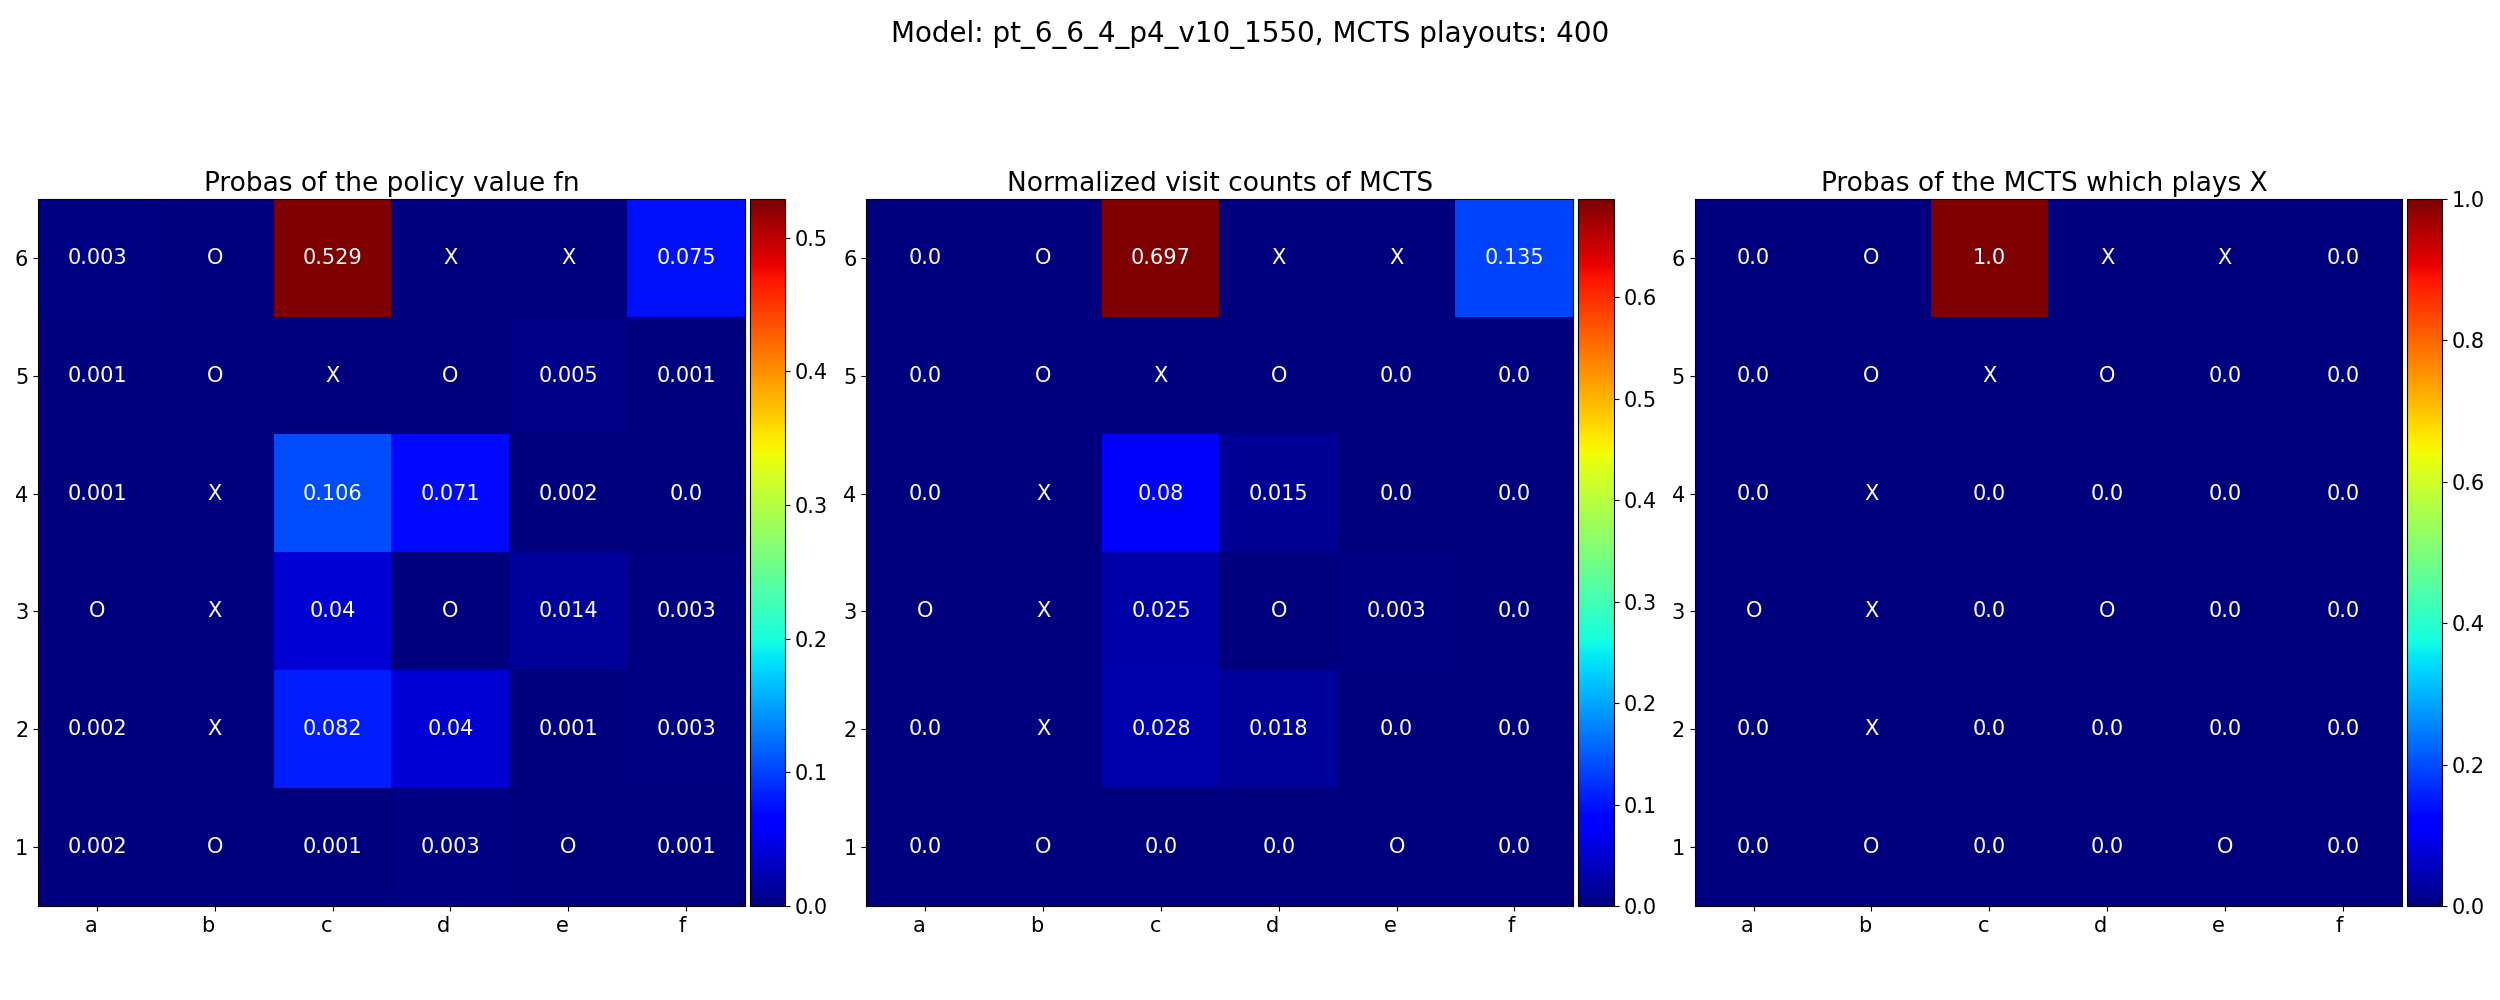 Model: pt_6_6_4_p4_v10_1550, MCTS playouts: 400
Probas of the policy value fn
6 0.003 O 0.529 X X 0.075
5 0.001 O X O 0.005 0.001
4 0.001 X 0.106 0.071 0.002 0.0
3 O X 0.04 O 0.014 0.003
2 0.002 X 0.082 0.04 0.001 0.003
1 0.002 O 0.001 0.003 O 0.001
a b c d e f
0.5
0.4
0.3
0.2
0.1
0.0
Normalized visit counts of MCTS
6 0.0 O 0.697 X X 0.135
5 0.0 O X O 0.0 0.0
4 0.0 X 0.08 0.015 0.0 0.0
3 O X 0.025 O 0.003 0.0
2 0.0 X 0.028 0.018 0.0 0.0
1 0.0 O 0.0 0.0 O 0.0
a b c d e f
0.6
0.5
0.4
0.3
0.2
0.1
0.0
Probas of the MCTS which plays X
6 0.0 O 1.0 X X 0.0
5 0.0 O X O 0.0 0.0
4 0.0 X 0.0 0.0 0.0 0.0
3 O X 0.0 O 0.0 0.0
2 0.0 X 0.0 0.0 0.0 0.0
1 0.0 O 0.0 0.0 O 0.0
a b c d e f
1.0
0.8
0.6
0.4
0.2
0.0